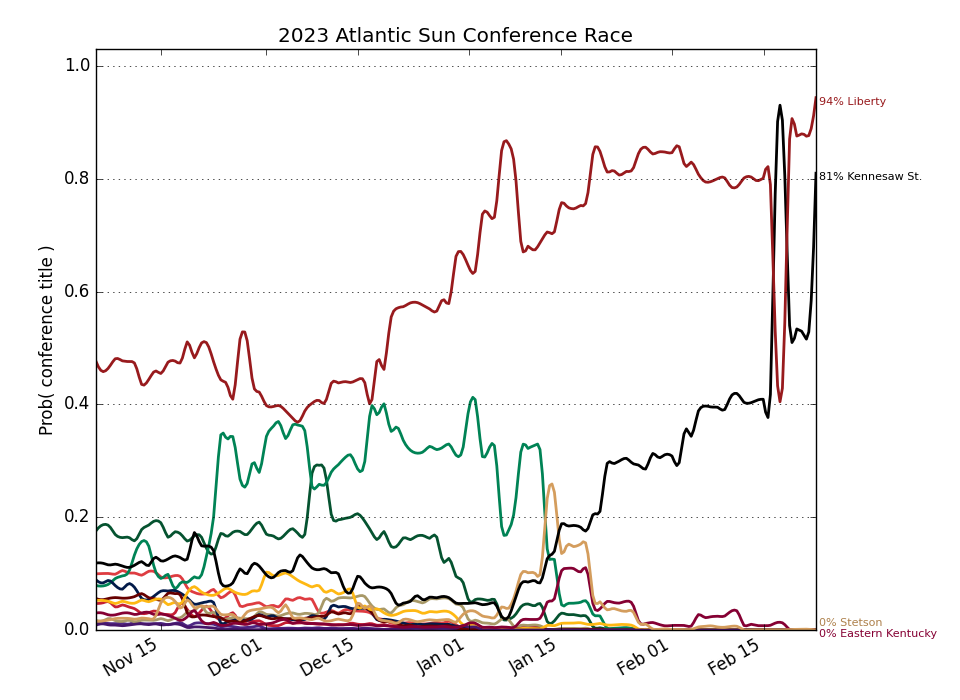 2023 Atlantic Sun Conference Race
Prob( conference title )
1.0
0.8
0.6
0.4
0.2
0.0
94% Liberty
81% Kennesaw St.
0% Stetson
0% Eastern Kentucky
Nov 15
Dec 01
Dec 15
Jan 01
Jan 15
Feb 01
Feb 15